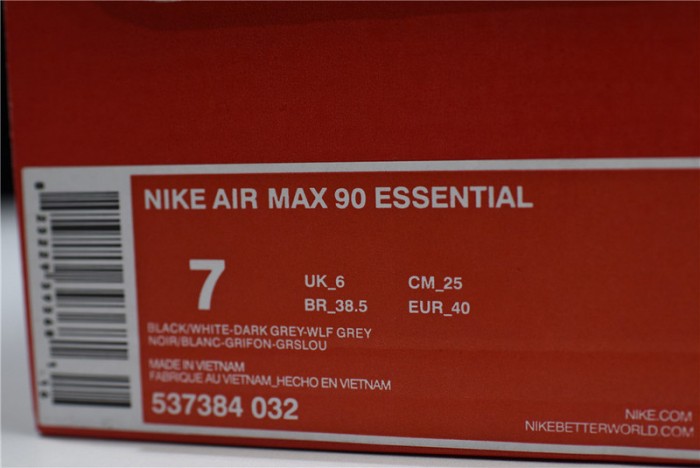 NIKE AIR MAX 90 ESSENTIAL
7
UK_6 CM_25
BR_38.5 EUR_40
BLACK/WHITE-DARK GREY-WLF GREY
NOIR/BLANC-GRIFON-GRSLOU
MADE IN VIETNAM
FABRIQUE AU VIETNAM_HECHO EN VIETNAM
537384 032
NIKE.COM
NIKEBETTERWORLD.COM